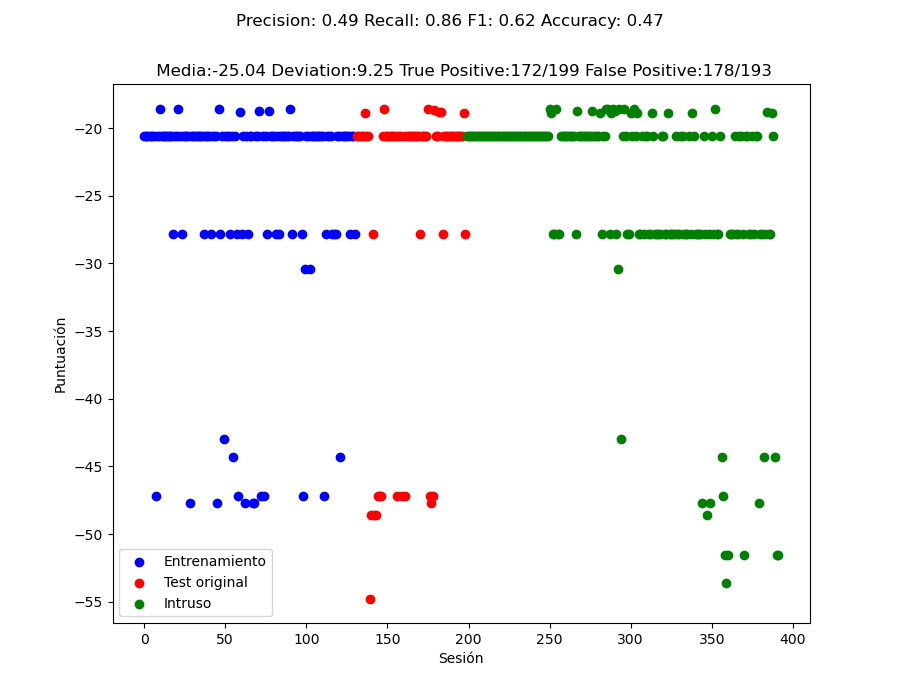 Precision: 0.49 Recall: 0.86 F1: 0.62 Accuracy: 0.47
Media:-25.04 Deviation:9.25 True Positive:172/199 False Positive:178/193
−20
−25
−30
−35
−40
−45
−50
−55
Puntuación
Entrenamiento
Test original
Intruso
0 50 100 150 200 250 300 350 400
Sesión